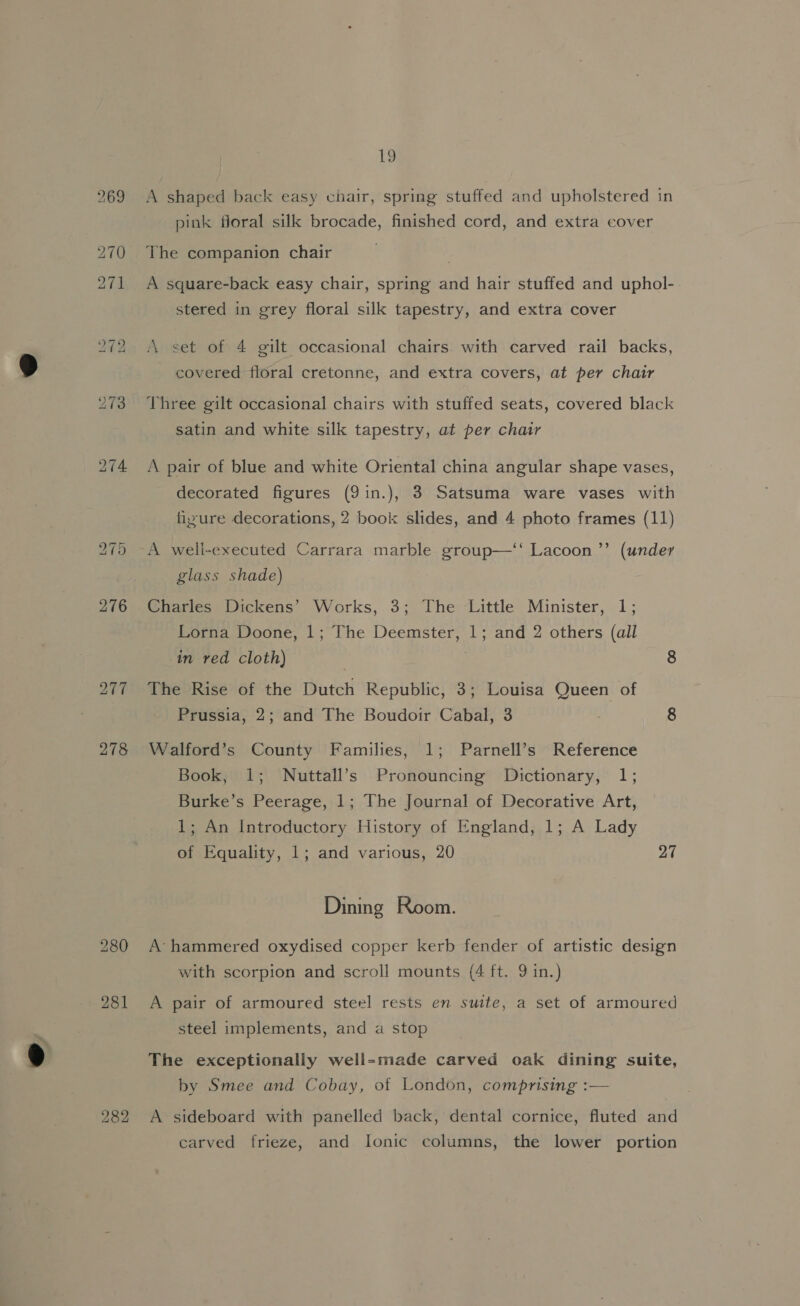 19
269 A shaped back easy chair, spring stuffed and upholstered in
pink floral silk brocade, finished cord, and extra cover
270 The companion chair
271 A square-back easy chair, spring and hair stuffed and uphol-
stered in grey floral silk tapestry, and extra cover
272 A set of 4 gilt occasional chairs with carved rail backs,
covered floral cretonne, and extra covers, at per chair
273 Three gilt occasional chairs with stuffed seats, covered black
satin and white silk tapestry, at per chair
274 A pair of blue and white Oriental china angular shape vases,
decorated figures (9 in.), 3 Satsuma ware vases with
figure decorations, 2 book slides, and 4 photo frames (11)
275 A well-executed Carrara marble group—‘‘ Lacoon ’’ (under
glass shade)
276 Charles Dickens’ Works, 3; The Little Minister, 1;
Lorna Doone, 1; The Deemster, 1; and 2 others (all
in red cloth) 8
277 The Rise of the Dutch Republic, 3; Louisa Queen of
Prussia, 2; and The Boudoir Cabal, 3 8
278 Walford’s County Families, 1; Parnell’s Reference
Book, 1; Nuttall’s Pronouncing Dictionary, 1;
Burke’s Peerage, 1; The Journal of Decorative Art,
1; An Introductory History of England, 1; A Lady
of Equality, 1; and various, 20 27
Dining Room.
280 A hammered oxydised copper kerb fender of artistic design
with scorpion and scroll mounts (4 ft. 9 in.)
281 A pair of armoured steel rests en suite, a set of armoured
steel implements, and a stop
The exceptionally well-made carved oak dining suite,
by Smee and Cobay, of London, comprising :—
282 A sideboard with panelled back, dental cornice, fluted and
carved frieze, and Ionic columns, the lower portion